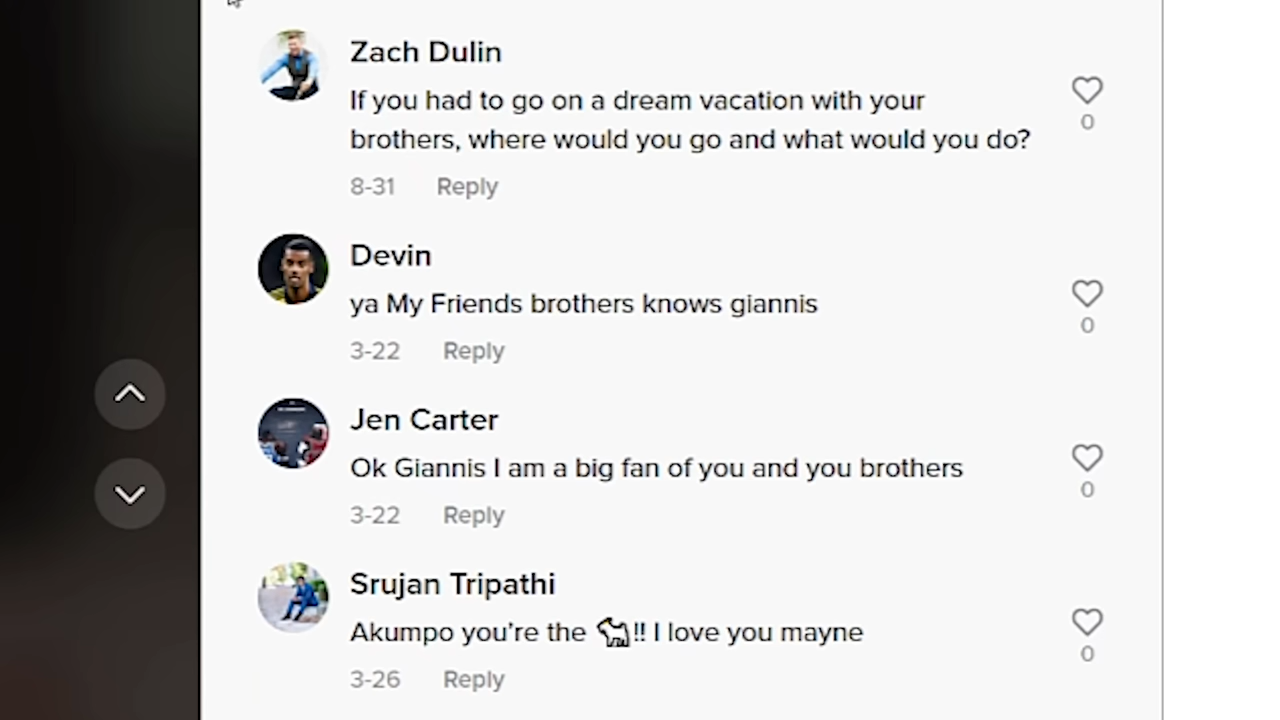 Zach Dulin
If you had to go on a dream vacation with your
brothers, where would you go and what would you do?
0
8-31 Reply
Devin
ya My Friends brothers knows giannis
0
3-22 Reply
Jen Carter
Ok Giannis I am a big fan of you and you brothers
0
3-22 Reply
Srujan Tripathi
Akumpo you're the 🐐!! I love you mayne
0
3-26 Reply